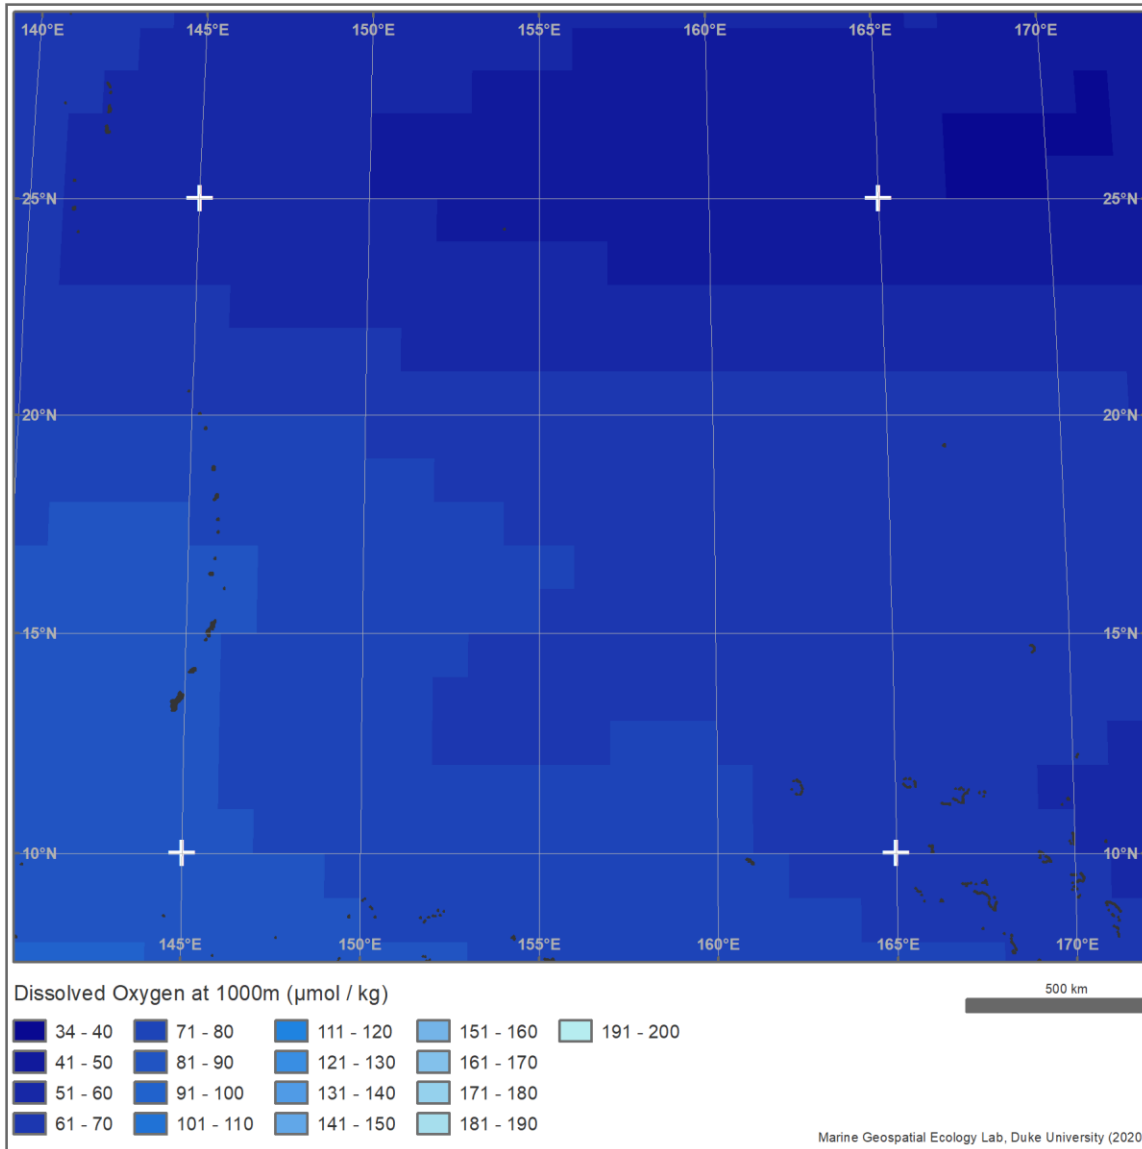 140°E 145°E 150°E 155°E 160°E 165°E 170°E
25°N 25°N
20°N 20°N
15°N 15°N
10°N 10°N
145°E 150°E 155°E 160°E 165°E 170°E
Dissolved Oxygen at 1000m (µmol / kg)
500 km
34 - 40 71 - 80 111 - 120 151 - 160 191 - 200
41 - 50 81 - 90 121 - 130 161 - 170
51 - 60 91 - 100 131 - 140 171 - 180
61 - 70 101 - 110 141 - 150 181 - 190
Marine Geospatial Ecology Lab, Duke University (2020